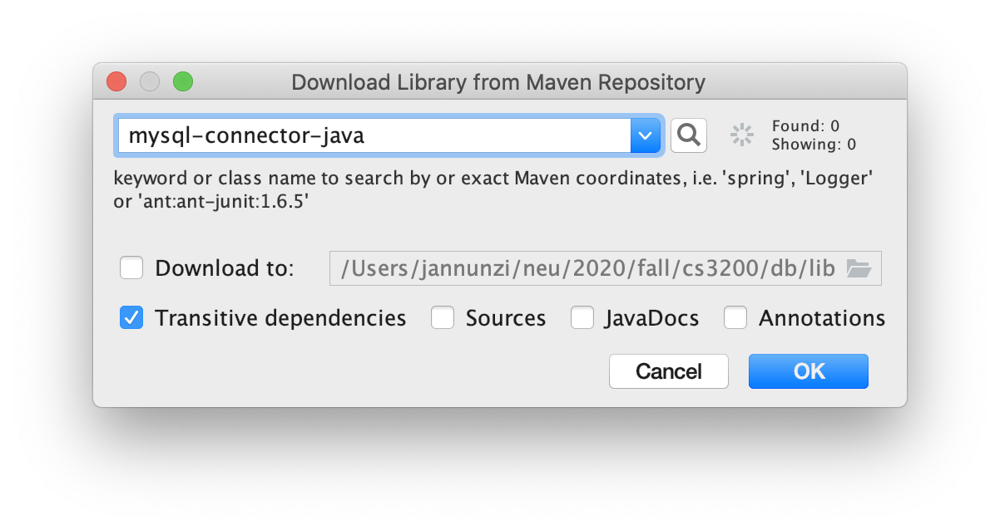 Download Library from Maven Repository
mysql-connector-java
Found: 0
Showing: 0
keyword or class name to search by or exact Maven coordinates, i.e. 'spring', 'Logger'
or 'ant:ant-junit:1.6.5'
Download to: /Users/jannunzi/neu/2020/fall/cs3200/db/lib
Transitive dependencies Sources JavaDocs Annotations
Cancel OK